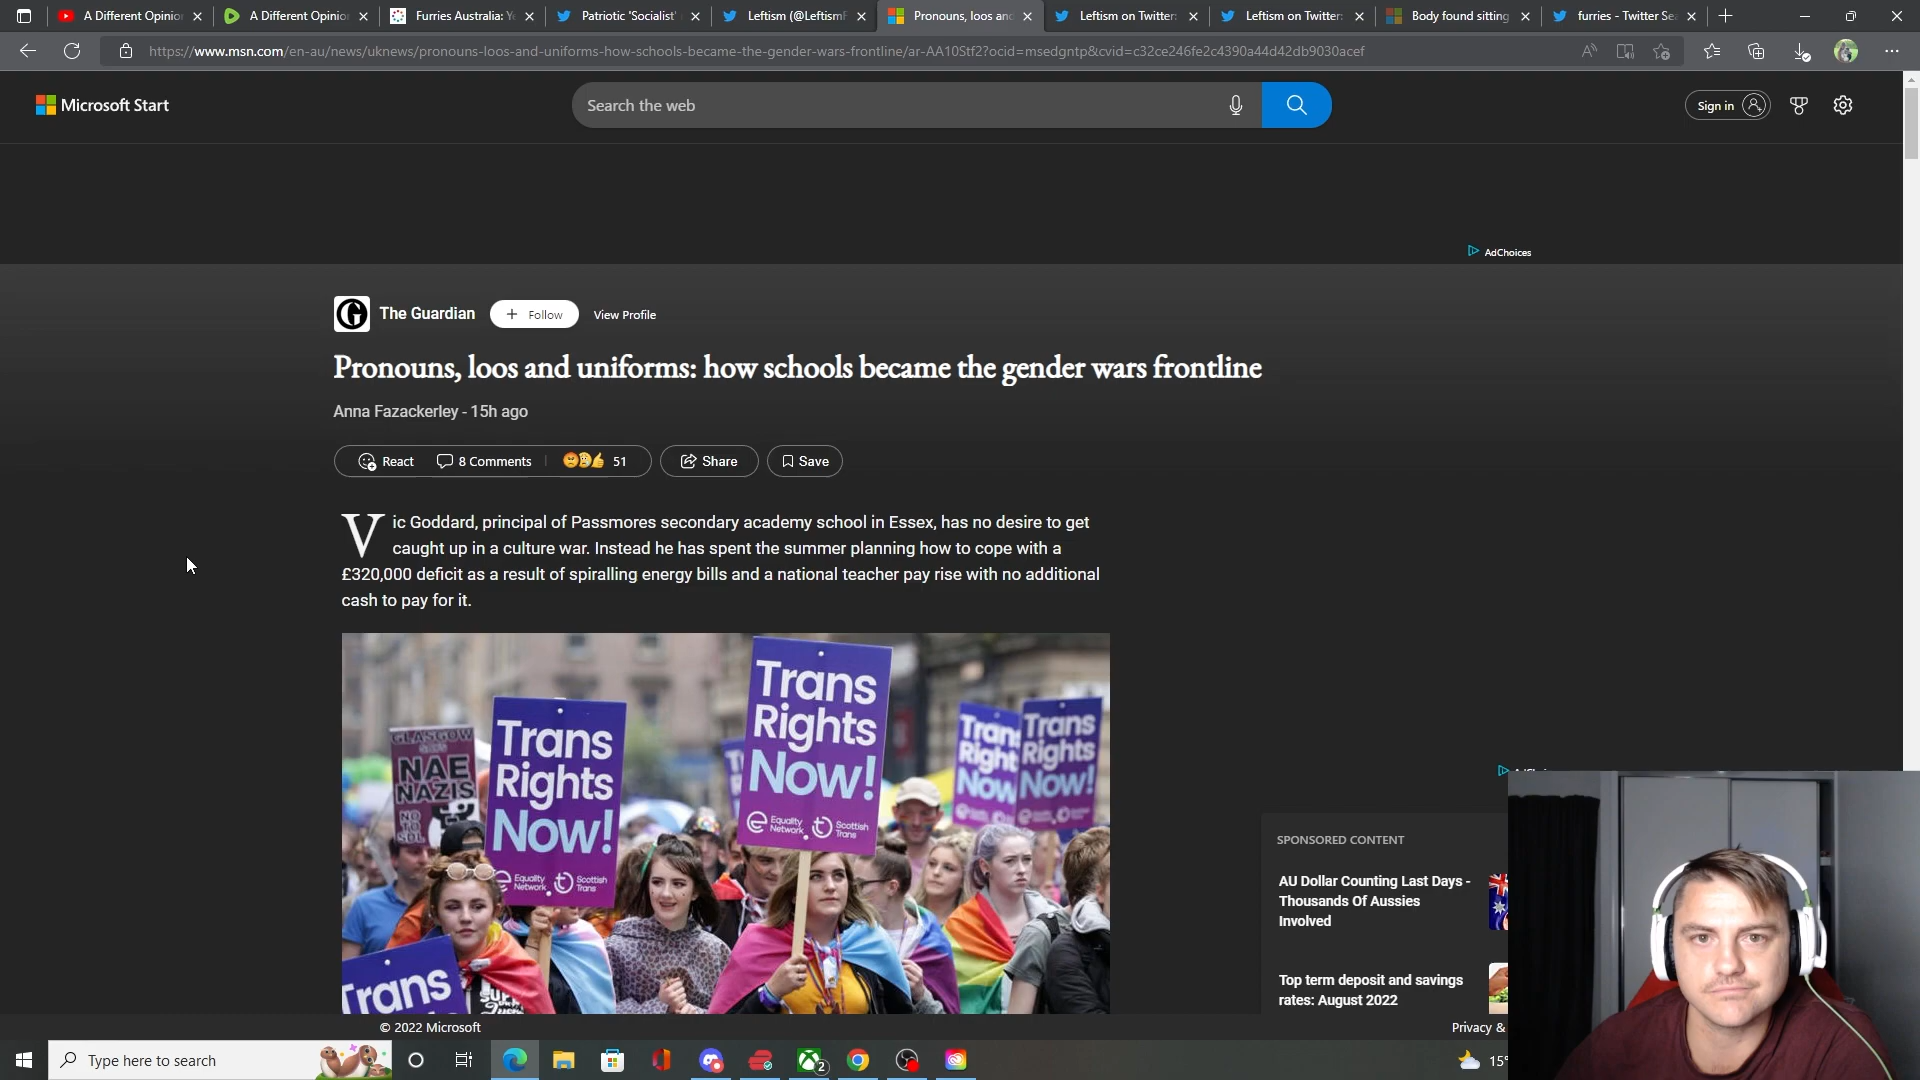 A Different Opinio
A Different Opinio
Furries Australia: Y
Patriotic 'Socialist'
Leftism (@LeftismF
Pronouns, loos and
Leftism on Twitter:
Leftism on Twitter:
Body found sitting
furries - Twitter Se
https://www.msn.com/en-au/news/uknews/pronouns-loos-and-uniforms-how-schools-became-the-gender-wars-frontline/ar-AA10Stf2?ocid=msedgntp&cvid=c32ce246fe2c4390a44d42db9030acef
Microsoft Start
Search the web
Sign in
AdChoices
The Guardian
Follow
View Profile
Pronouns, loos and uniforms: how schools became the gender wars frontline
Anna Fazackerley - 15h ago
React
8 Comments
51
Share
Save
Vic Goddard, principal of Passmores secondary academy school in Essex, has no desire to get
caught up in a culture war. Instead he has spent the summer planning how to cope with a
£320,000 deficit as a result of spiralling energy bills and a national teacher pay rise with no additional
cash to pay for it.
GLASGOW
NAE
NAZIS
NO
TO
Trans
Rights
Now!
Equality
Network
Scottish
Trans
Trans
Rights
Now!
Equality
Network
Scottish
Trans
Trans
Right
Now
Trans
Rights
Now!
Trans
SPONSORED CONTENT
AU Dollar Counting Last Days -
Thousands Of Aussies
Involved
Top term deposit and savings
rates: August 2022
© 2022 Microsoft
Privacy &
Type here to search
2
15°